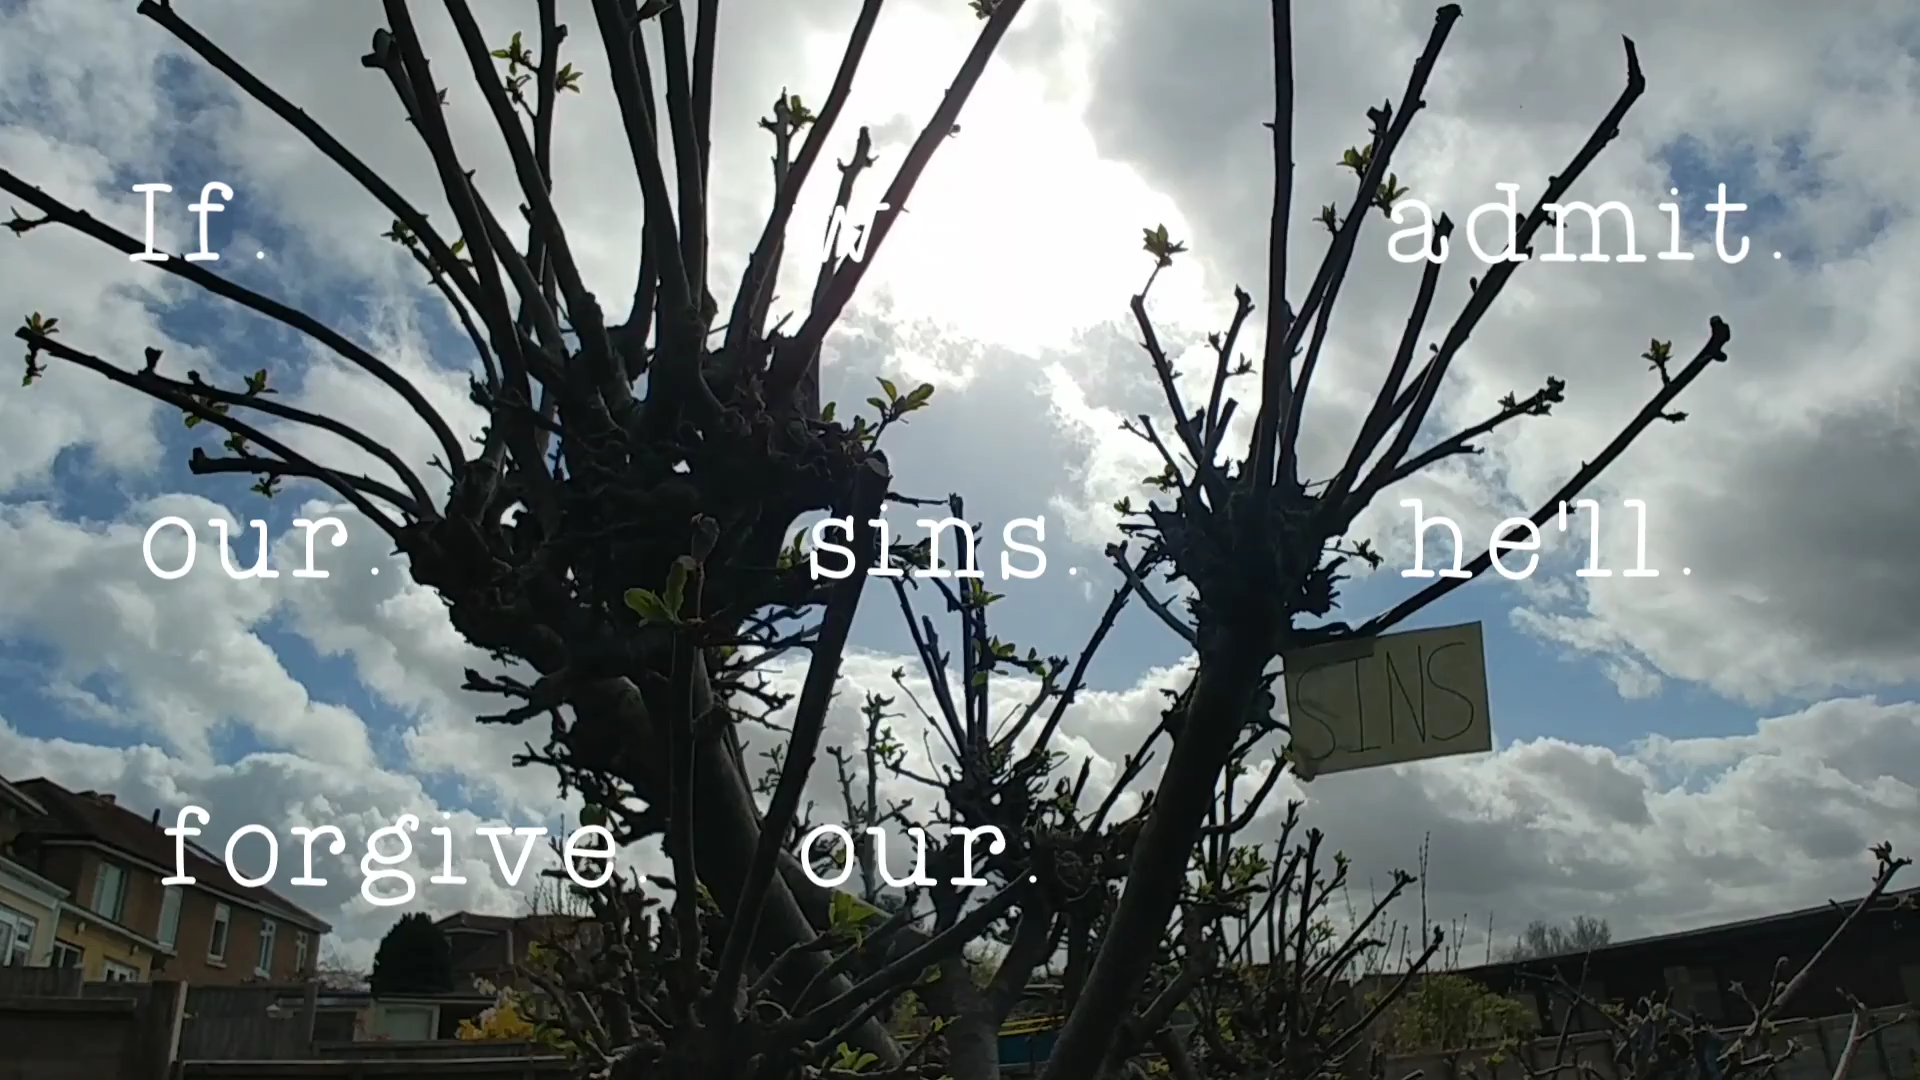 If. w admit.
our. sins. he'll.
SINS
forgive. our.